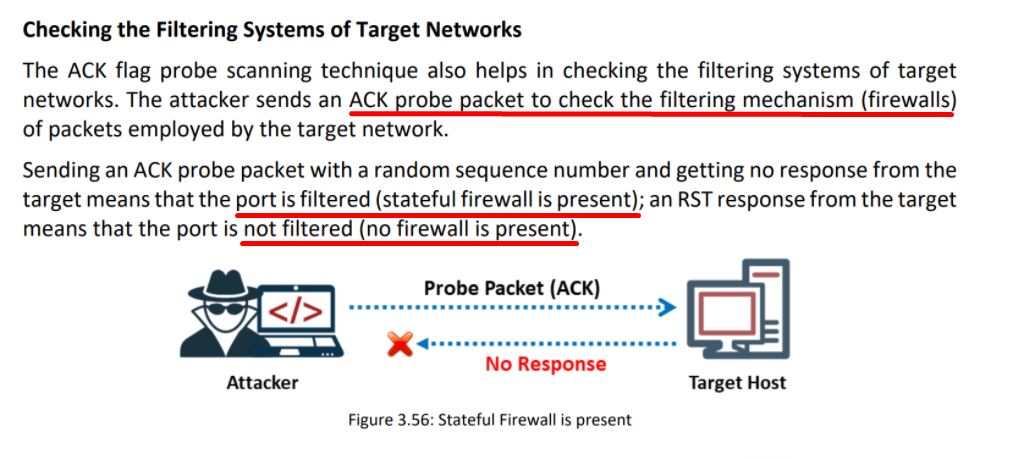 Checking the Filtering Systems of Target Networks
The ACK flag probe scanning technique also helps in checking the filtering systems of target
networks. The attacker sends an ACK probe packet to check the filtering mechanism (firewalls)
of packets employed by the target network.
Sending an ACK probe packet with a random sequence number and getting no response from the
target means that the port is filtered (stateful firewall is present); an RST response from the target
means that the port is not filtered (no firewall is present).
Probe Packet (ACK)
</>
No Response
Attacker
Target Host
Figure 3.56: Stateful Firewall is present